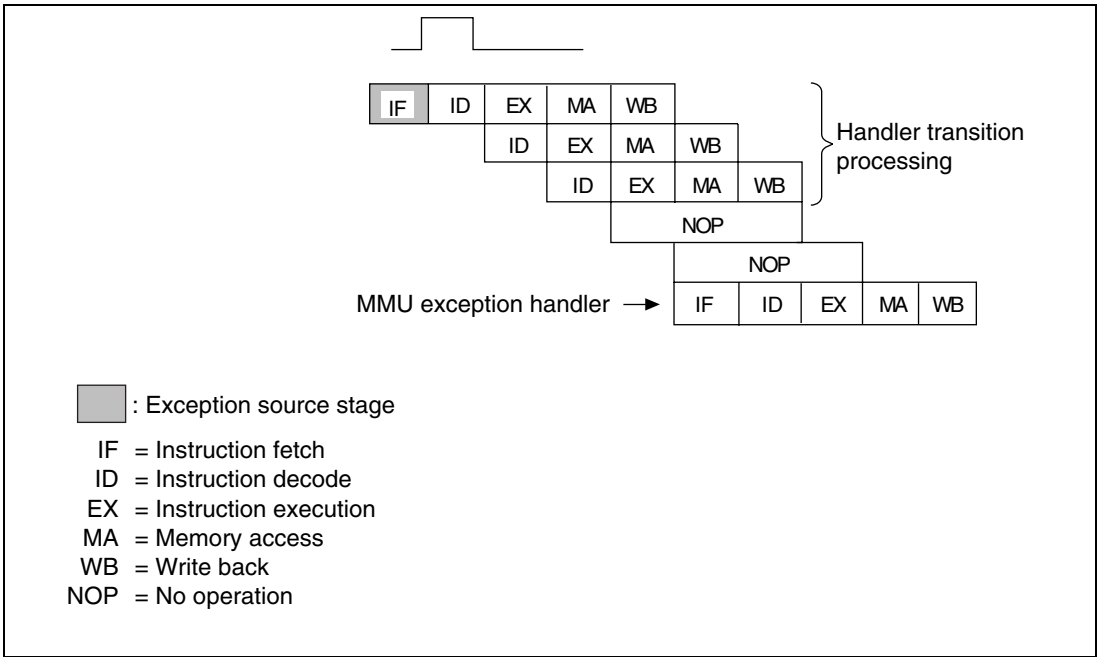 IF ID EX MA WB
ID EX MA WB
ID EX MA WB
Handler transition
processing
NOP
NOP
MMU exception handler IF ID EX MA WB
: Exception source stage
IF = Instruction fetch
ID = Instruction decode
EX = Instruction execution
MA = Memory access
WB = Write back
NOP = No operation